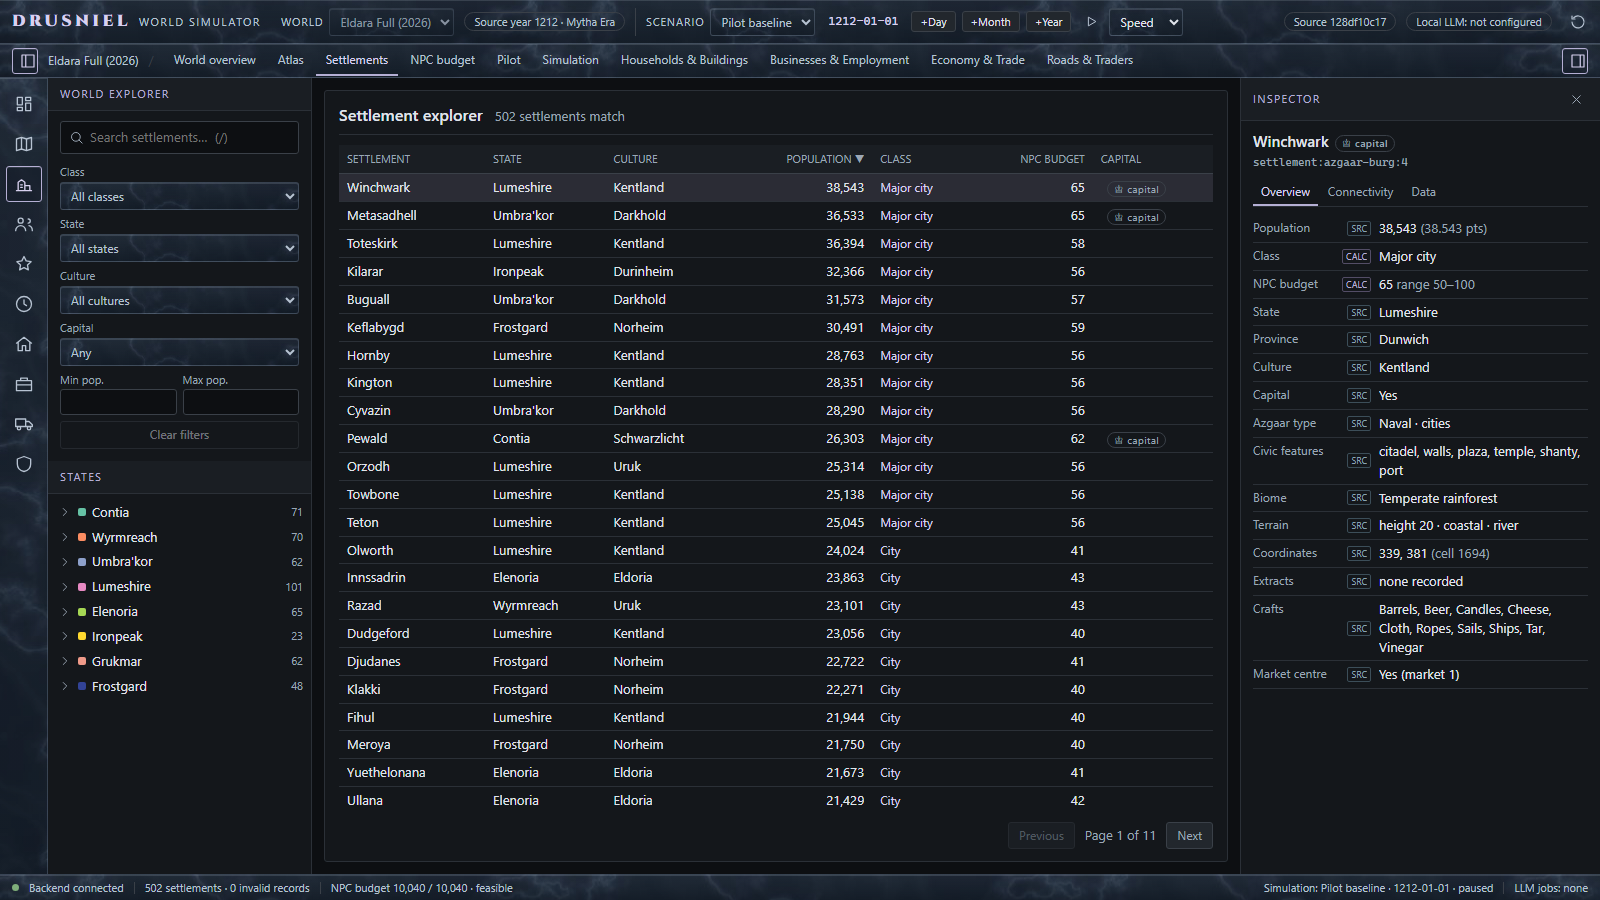 DRUSNIEL WORLD SIMULATOR WORLD Eldara Full (2026) Source year 1212 · Mytha Era SCENARIO Pilot baseline 1212-01-01 +Day +Month +Year Speed Source 128df10c17 Local LLM: not configured
Eldara Full (2026) / World overview Atlas Settlements NPC budget Pilot Simulation Households & Buildings Businesses & Employment Economy & Trade Roads & Traders
WORLD EXPLORER
Search settlements... (/)
Class
All classes
State
All states
Culture
All cultures
Capital
Any
Min pop. Max pop.
Clear filters
STATES
Contia 71
Wyrmreach 70
Umbra'kor 62
Lumeshire 101
Elenoria 65
Ironpeak 23
Grukmar 62
Frostgard 48
Settlement explorer 502 settlements match
SETTLEMENT STATE CULTURE POPULATION ▼ CLASS NPC BUDGET CAPITAL
Winchwark Lumeshire Kentland 38,543 Major city 65 capital
Metasadhell Umbra'kor Darkhold 36,533 Major city 65 capital
Toteskirk Lumeshire Kentland 36,394 Major city 58
Kilarar Ironpeak Durinheim 32,366 Major city 56
Buguall Umbra'kor Darkhold 31,573 Major city 57
Keflabygd Frostgard Norheim 30,491 Major city 59
Hornby Lumeshire Kentland 28,763 Major city 56
Kington Lumeshire Kentland 28,351 Major city 56
Cyvazin Umbra'kor Darkhold 28,290 Major city 56
Pewald Contia Schwarzlicht 26,303 Major city 62 capital
Orzodh Lumeshire Uruk 25,314 Major city 56
Towbone Lumeshire Kentland 25,138 Major city 56
Teton Lumeshire Kentland 25,045 Major city 56
Olworth Lumeshire Kentland 24,024 City 41
Innssadrin Elenoria Eldoria 23,863 City 43
Razad Wyrmreach Uruk 23,101 City 43
Dudgeford Lumeshire Kentland 23,056 City 40
Djudanes Frostgard Norheim 22,722 City 41
Klakki Frostgard Norheim 22,271 City 40
Fihul Lumeshire Kentland 21,944 City 40
Meroya Frostgard Norheim 21,750 City 40
Yuethelonana Elenoria Eldoria 21,673 City 41
Ullana Elenoria Eldoria 21,429 City 42
Previous Page 1 of 11 Next
INSPECTOR
Winchwark capital
settlement:azgaar-burg:4
Overview Connectivity Data
Population SRC 38,543 (38.543 pts)
Class CALC Major city
NPC budget CALC 65 range 50–100
State SRC Lumeshire
Province SRC Dunwich
Culture SRC Kentland
Capital SRC Yes
Azgaar type SRC Naval · cities
Civic features SRC citadel, walls, plaza, temple, shanty,
port
Biome SRC Temperate rainforest
Terrain SRC height 20 · coastal · river
Coordinates SRC 339, 381 (cell 1694)
Extracts SRC none recorded
Crafts SRC Barrels, Beer, Candles, Cheese,
Cloth, Ropes, Sails, Ships, Tar,
Vinegar
Market centre SRC Yes (market 1)
Backend connected 502 settlements · 0 invalid records NPC budget 10,040 / 10,040 · feasible Simulation: Pilot baseline · 1212-01-01 · paused LLM jobs: none